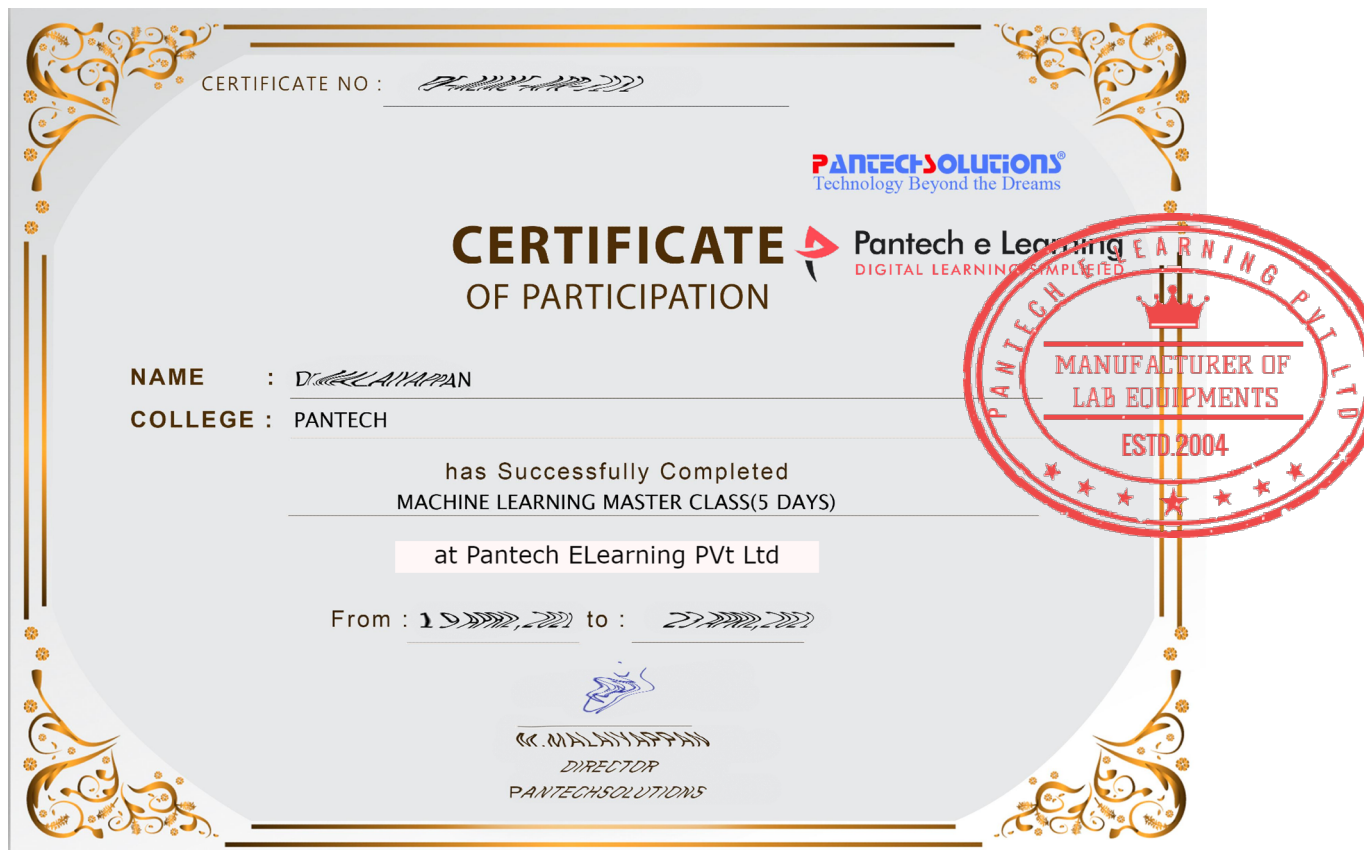 CERTIFICATE NO :
PANTECHSOLUTIONS®
Technology Beyond the Dreams
CERTIFICATE
OF PARTICIPATION
Pantech e Learning
DIGITAL LEARNING SIMPLIFIED
PANTECH E-LEARNING PVT LTD
MANUFACTURER OF
LAB EQUIPMENTS
ESTD.2004
NAME :
COLLEGE : PANTECH
has Successfully Completed
MACHINE LEARNING MASTER CLASS(5 DAYS)
at Pantech ELearning PVt Ltd
From : to :
M.MALAIYAPPAN
DIRECTOR
PANTECHSOLUTIONS